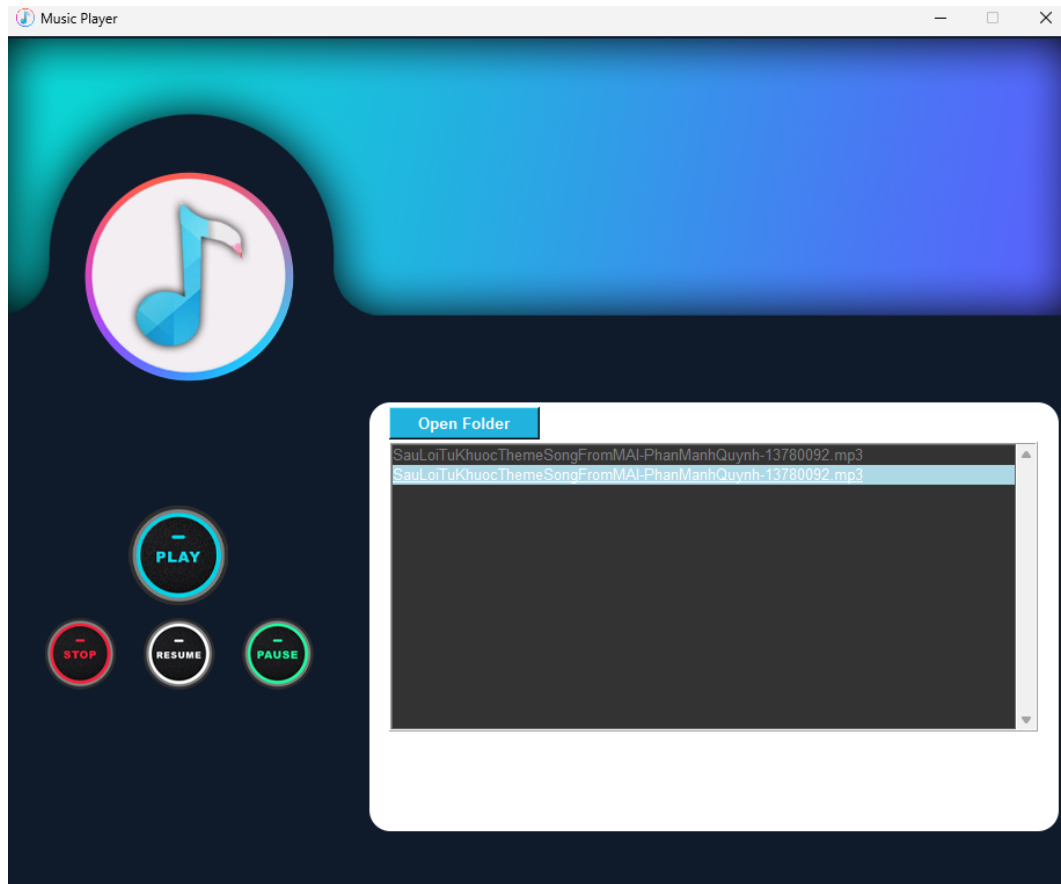 Music Player
Open Folder
SauLoiTuKhuocThemeSongFromMAI-PhanManhQuynh-13780092.mp3
SauLoiTuKhuocThemeSongFromMAI-PhanManhQuynh-13780092.mp3
PLAY
STOP
RESUME
PAUSE